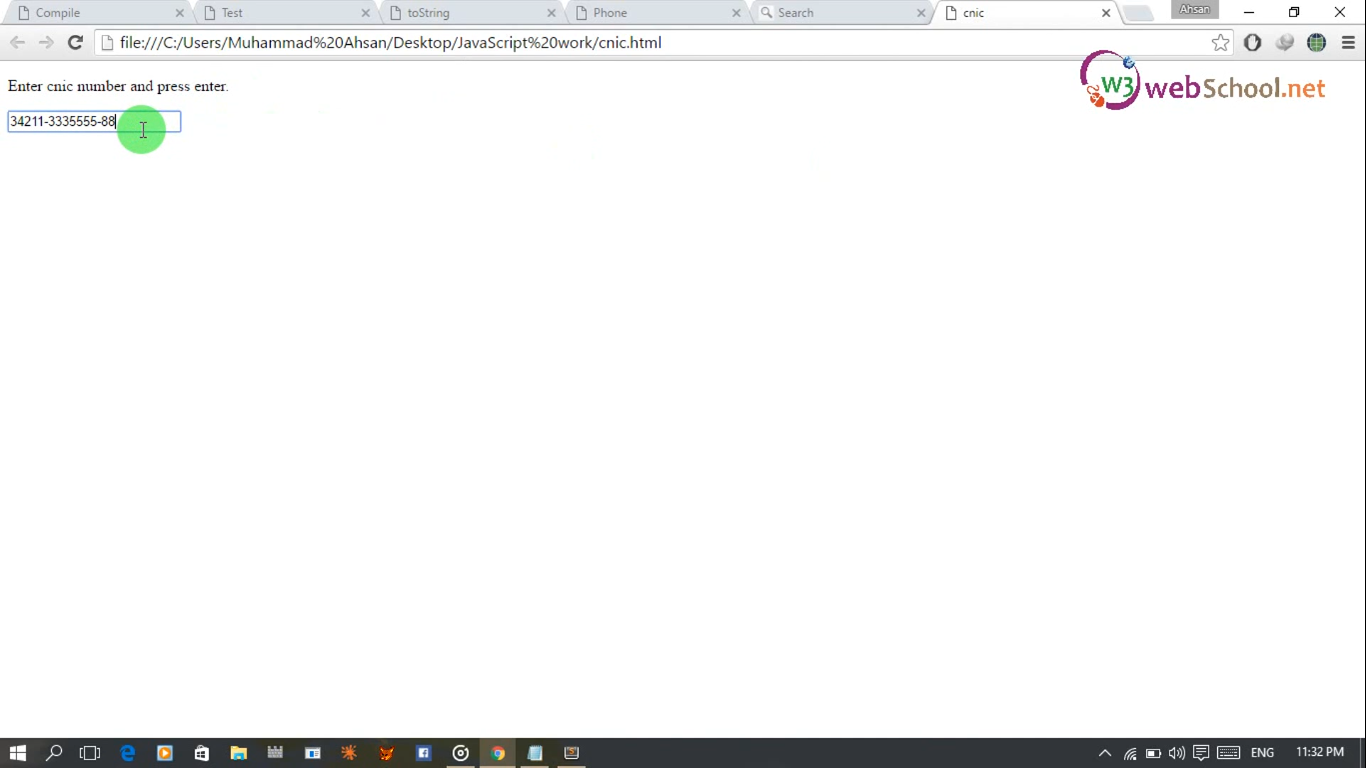 Compile
Test
toString
Phone
Search
cnic
Ahsan
file:///C:/Users/Muhammad%20Ahsan/Desktop/JavaScript%20work/cnic.html
W3 webSchool.net
Enter cnic number and press enter.
34211-3335555-88
ENG
11:32 PM